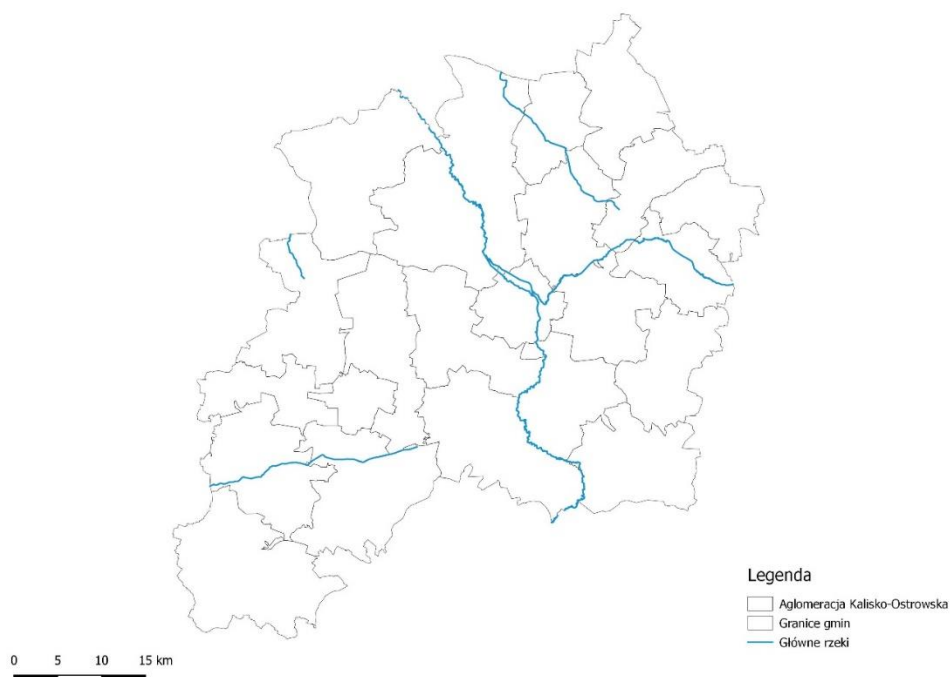 Legenda
Aglomeracja Kalisko-Ostrowska
Granice gmin
Główne rzeki
0 5 10 15 km